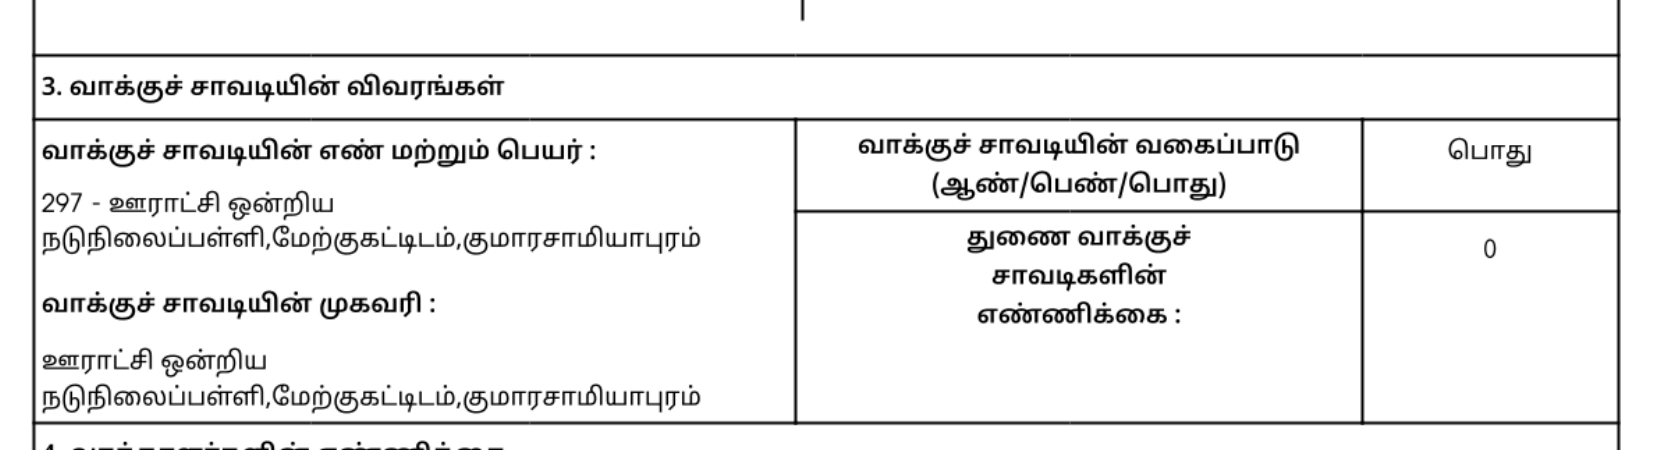 3. வாக்குச் சாவடியின் விவரங்கள்
வாக்குச் சாவடியின் எண் மற்றும் பெயர் :
297 - ஊராட்சி ஒன்றிய
நடுநிலைப்பள்ளி,மேற்குகட்டிடம்,குமாரசாமியாபுரம்
வாக்குச் சாவடியின் முகவரி :
ஊராட்சி ஒன்றிய
நடுநிலைப்பள்ளி,மேற்குகட்டிடம்,குமாரசாமியாபுரம்
வாக்குச் சாவடியின் வகைப்பாடு
(ஆண்/பெண்/பொது)
பொது
துணை வாக்குச்
சாவடிகளின்
எண்ணிக்கை :
0